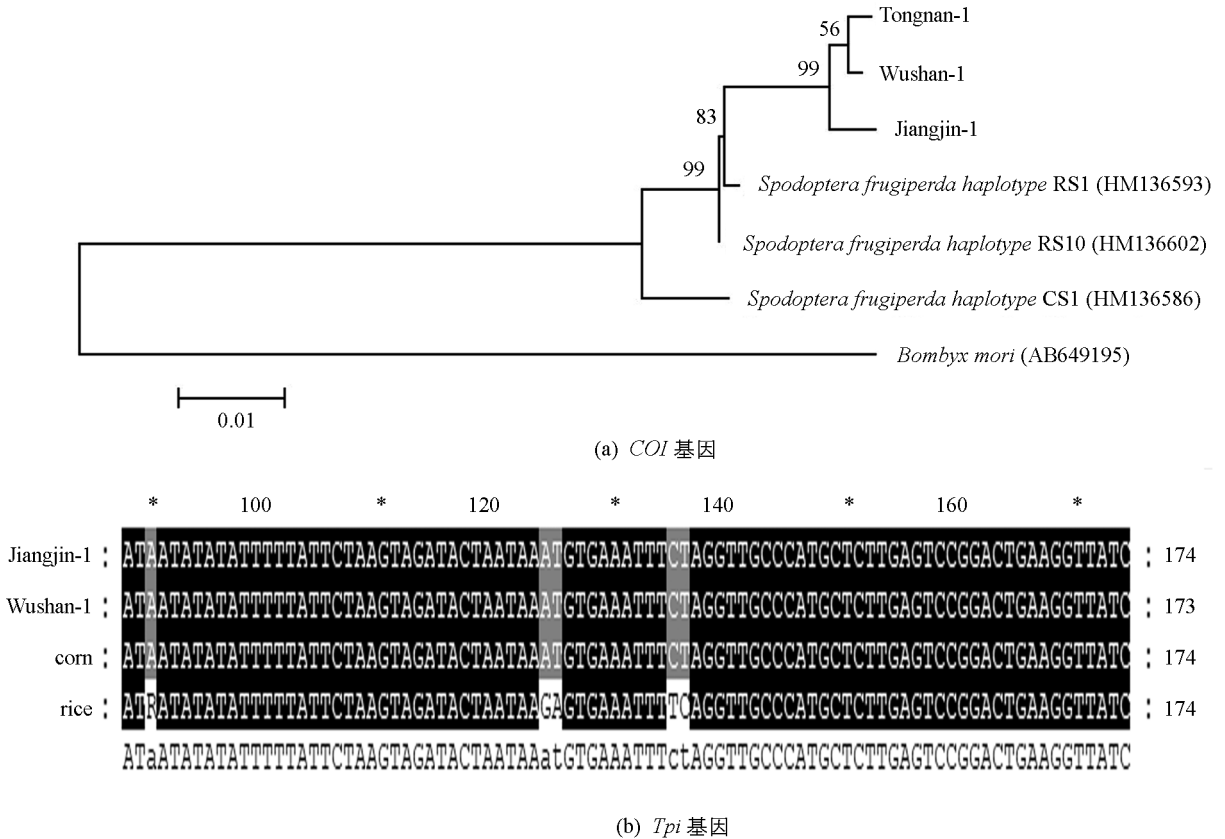 Tongnan-1
56
Wushan-1
99
Jiangjin-1
83
Spodoptera frugiperda haplotype RS1 (HM136593)
99
Spodoptera frugiperda haplotype RS10 (HM136602)
Spodoptera frugiperda haplotype CS1 (HM136586)
Bombyx mori (AB649195)
0.01
(a) COI 基因
* 100 * 120 * 140 * 160 *
Jiangjin-1 : ATAATATATATTTTTATTCTAAGTAGATACTAATAAATGTGAAATTTCTAGGTTGCCCATGCTCTTGAGTCCGGACTGAAGGTTATC : 174
Wushan-1 : ATAATATATATTTTTATTCTAAGTAGATACTAATAAATGTGAAATTTCTAGGTTGCCCATGCTCTTGAGTCCGGACTGAAGGTTATC : 173
corn : ATAATATATATTTTTATTCTAAGTAGATACTAATAAATGTGAAATTTCTAGGTTGCCCATGCTCTTGAGTCCGGACTGAAGGTTATC : 174
rice : ATRATATATATTTTTATTCTAAGTAGATACTAATAAGAGTGAAATTTTCAGGTTGCCCATGCTCTTGAGTCCGGACTGAAGGTTATC : 174
ATaATATATATTTTTATTCTAAGTAGATACTAATAAatGTGAAATTTctAGGTTGCCCATGCTCTTGAGTCCGGACTGAAGGTTATC
(b) Tpi 基因